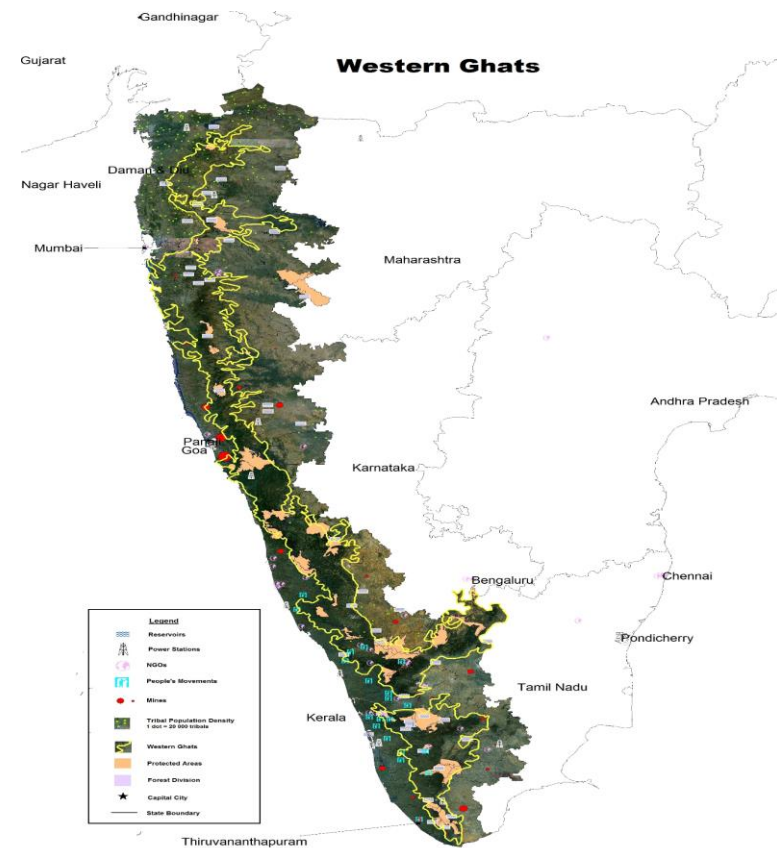 Gandhinagar
Gujarat
Western Ghats
Daman & Diu
Nagar Haveli
Mumbai
Maharashtra
Andhra Pradesh
Panaji
Goa
Karnataka
Bengaluru
Chennai
Pondicherry
Tamil Nadu
Kerala
Thiruvananthapuram
Legend
Reservoirs
Power Stations
NGOs
People's Movements
Mines
Tribal Population Density
1 dot = 20 000 tribals
Western Ghats
Protected Areas
Forest Division
Capital City
State Boundary